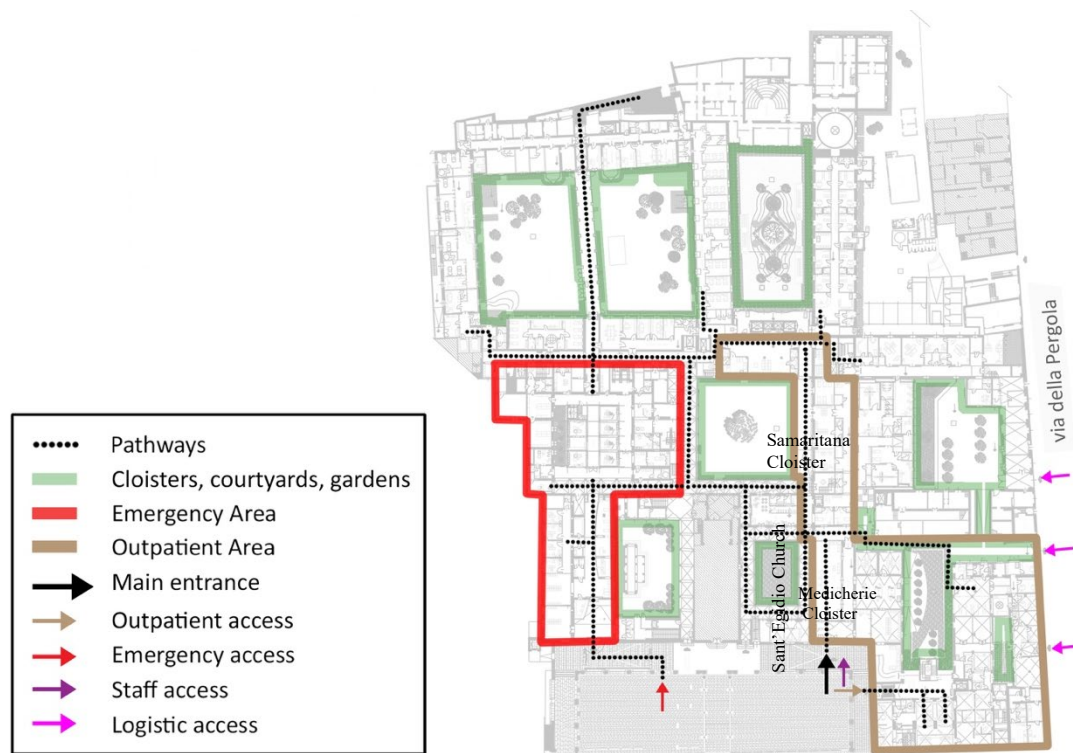 Pathways
Cloisters, courtyards, gardens
Emergency Area
Outpatient Area
Main entrance
Outpatient access
Emergency access
Staff access
Logistic access
Samaritana
Cloister
Sant'Egidio Church
Medicherie
Cloister
via della Pergola